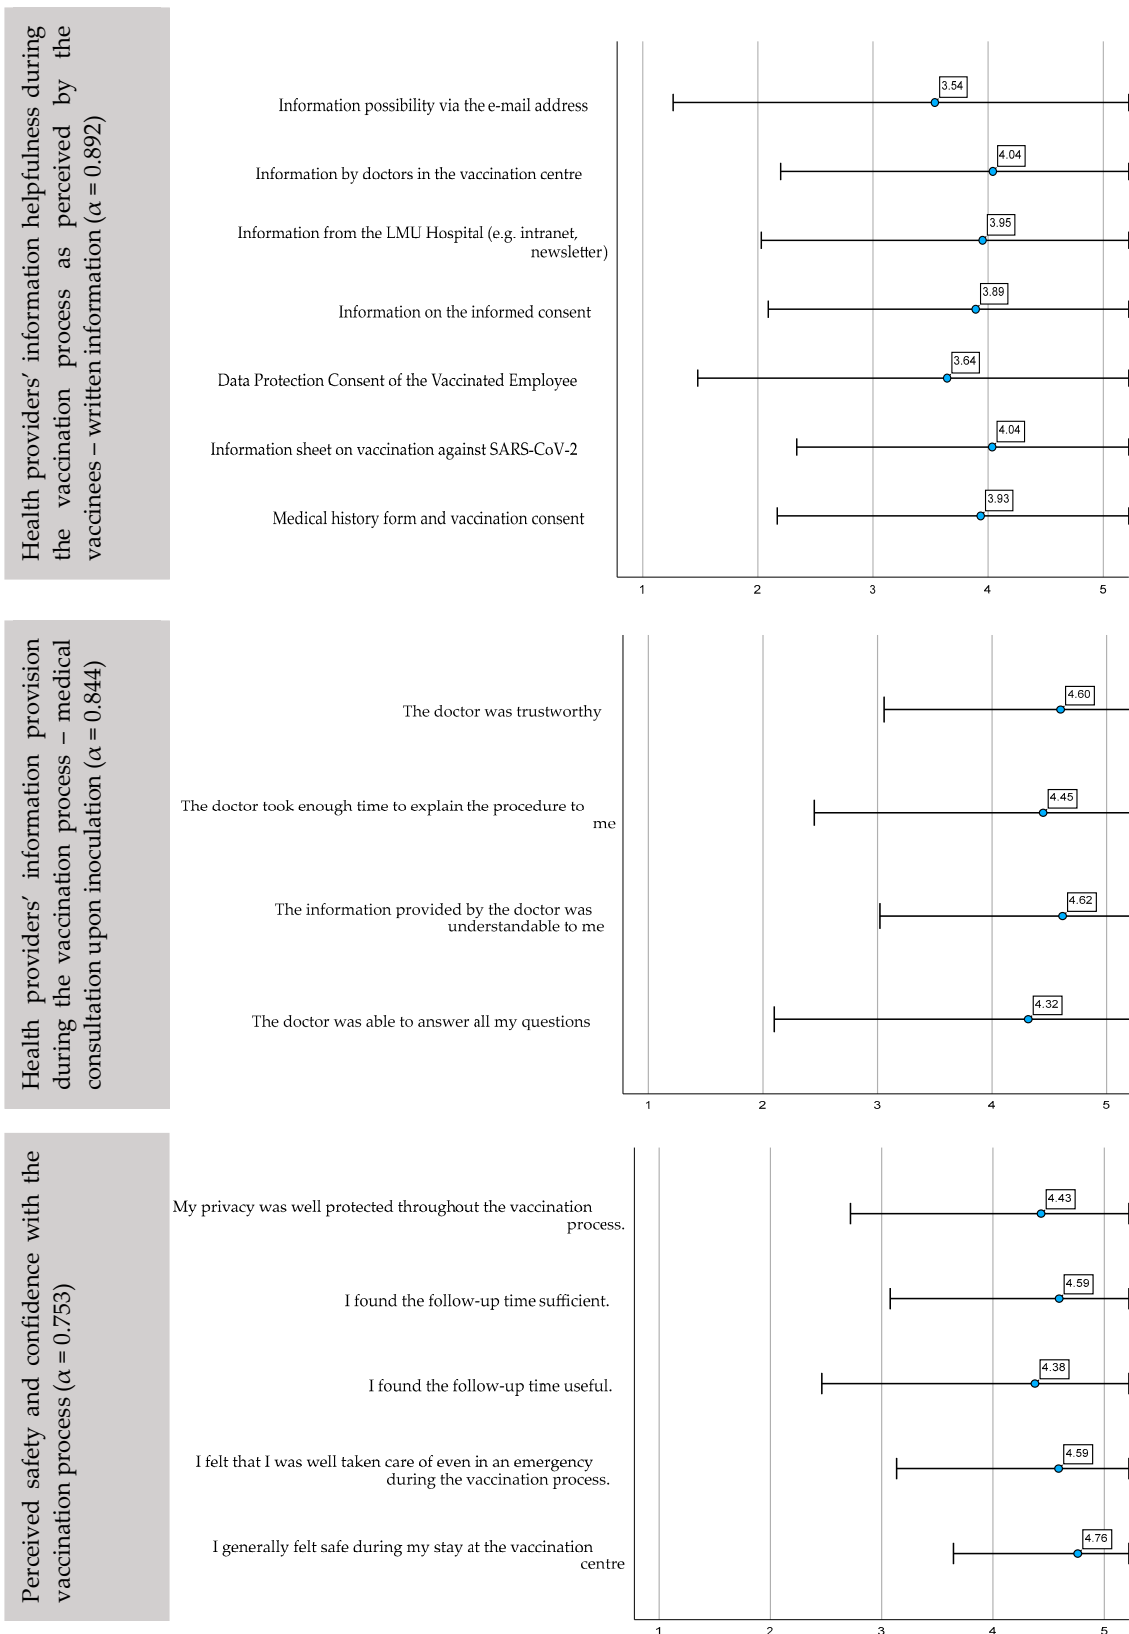 Health providers’ information helpfulness during
the vaccination process as perceived by the
vaccinees – written information (α = 0.892)
Information possibility via the e-mail address
3.54
Information by doctors in the vaccination centre
4.04
Information from the LMU Hospital (e.g. intranet,
newsletter)
3.95
Information on the informed consent
3.89
Data Protection Consent of the Vaccinated Employee
3.64
Information sheet on vaccination against SARS-CoV-2
4.04
Medical history form and vaccination consent
3.93
1 2 3 4 5
Health providers’ information provision
during the vaccination process – medical
consultation upon inoculation (α = 0.844)
The doctor was trustworthy
4.60
The doctor took enough time to explain the procedure to
me
4.45
The information provided by the doctor was
understandable to me
4.62
The doctor was able to answer all my questions
4.32
1 2 3 4 5
Perceived safety and confidence with the
vaccination process (α = 0.753)
My privacy was well protected throughout the vaccination
process.
4.43
I found the follow-up time sufficient.
4.59
I found the follow-up time useful.
4.38
I felt that I was well taken care of even in an emergency
during the vaccination process.
4.59
I generally felt safe during my stay at the vaccination
centre
4.76
1 2 3 4 5